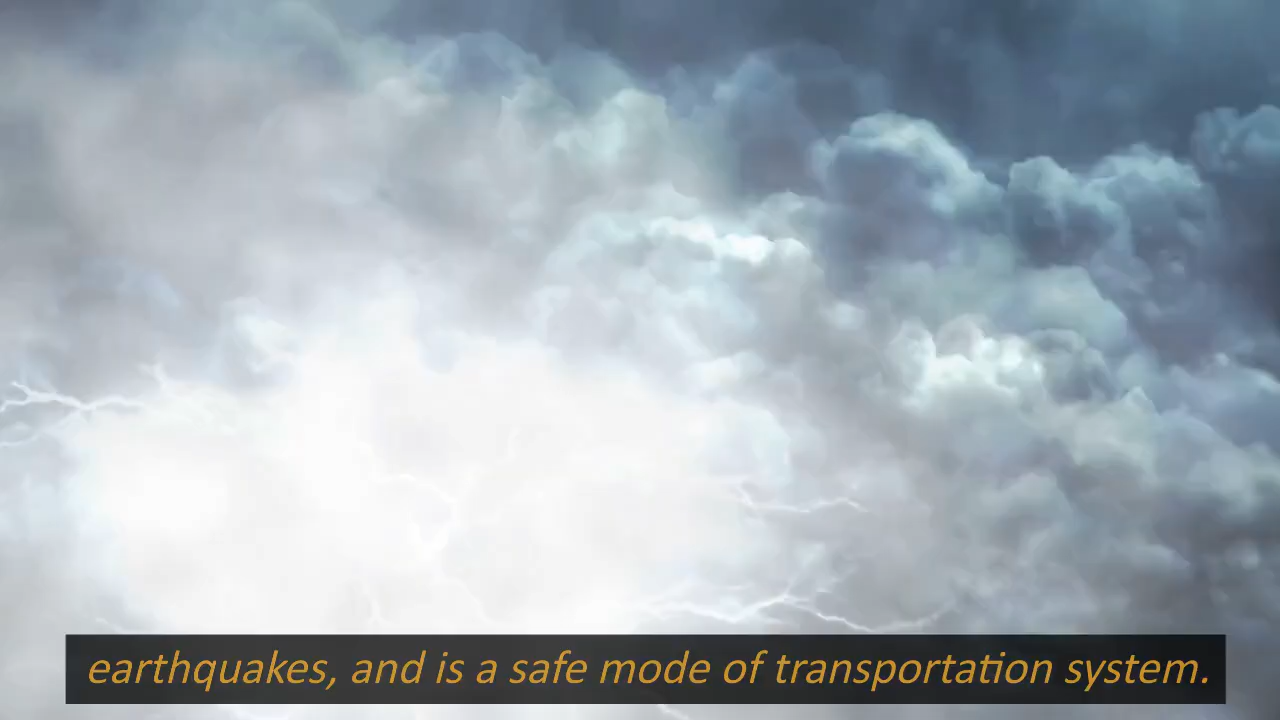 earthquakes, and is a safe mode of transportation system.